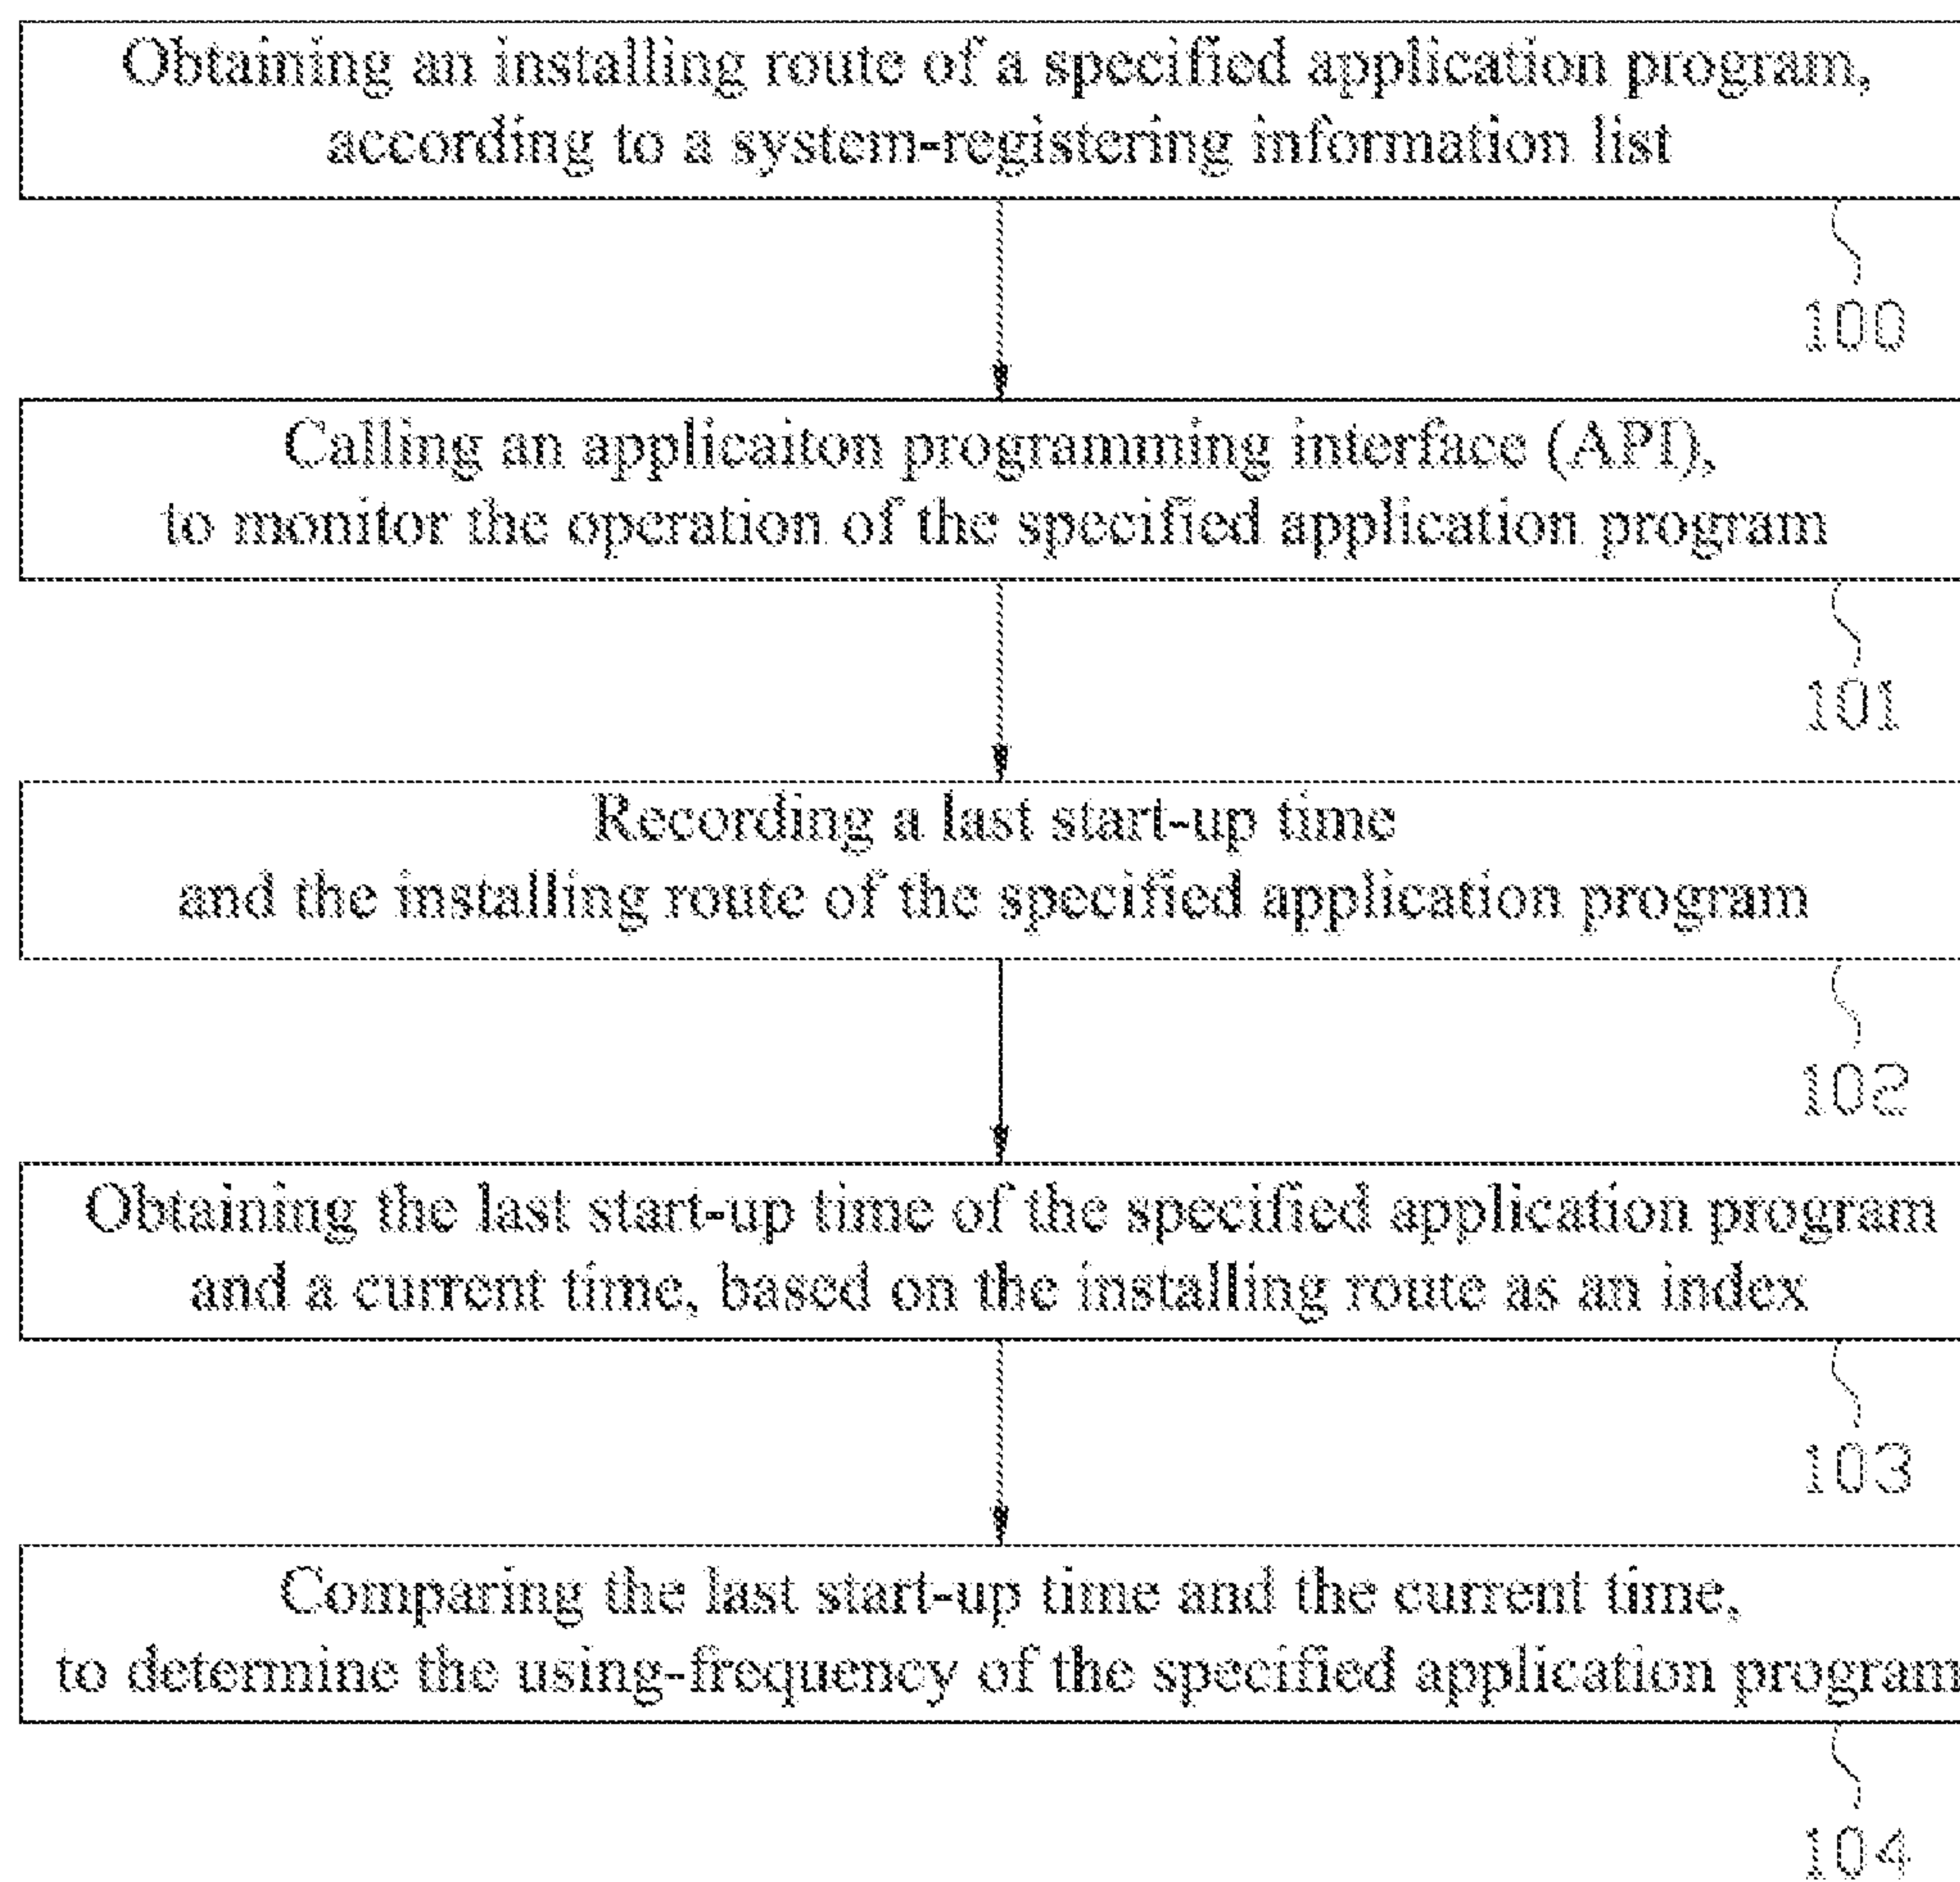 Obtaining an installing route of a specified application program,
according to a system-registering information list
100
Calling an applicaiton programming interface (API),
to monitor the operation of the specified application program
101
Recording a last start-up time
and the installing route of the specified application program
102
Obtaining the last start-up time of the specified application program
and a current time, based on the installing route as an index
103
Comparing the last start-up time and the current time,
to determine the using-frequency of the specified application program
104